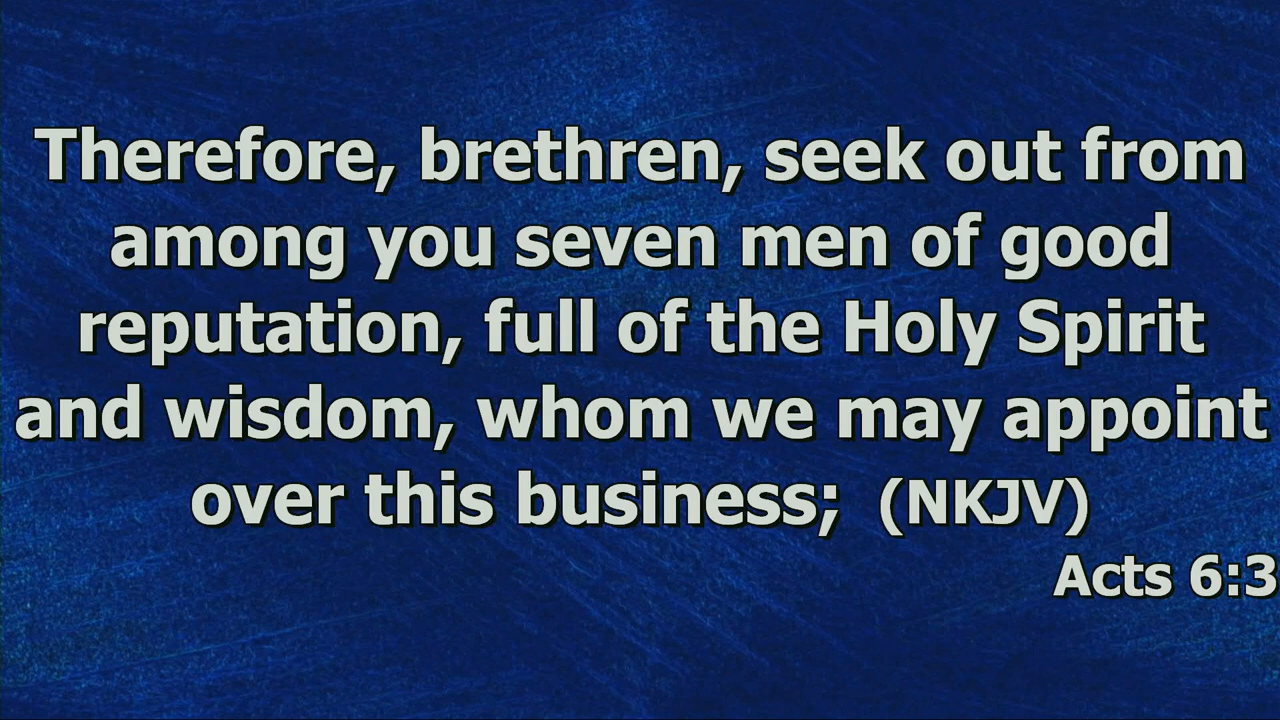 Therefore, brethren, seek out from
among you seven men of good
reputation, full of the Holy Spirit
and wisdom, whom we may appoint
over this business; (NKJV)
Acts 6:3